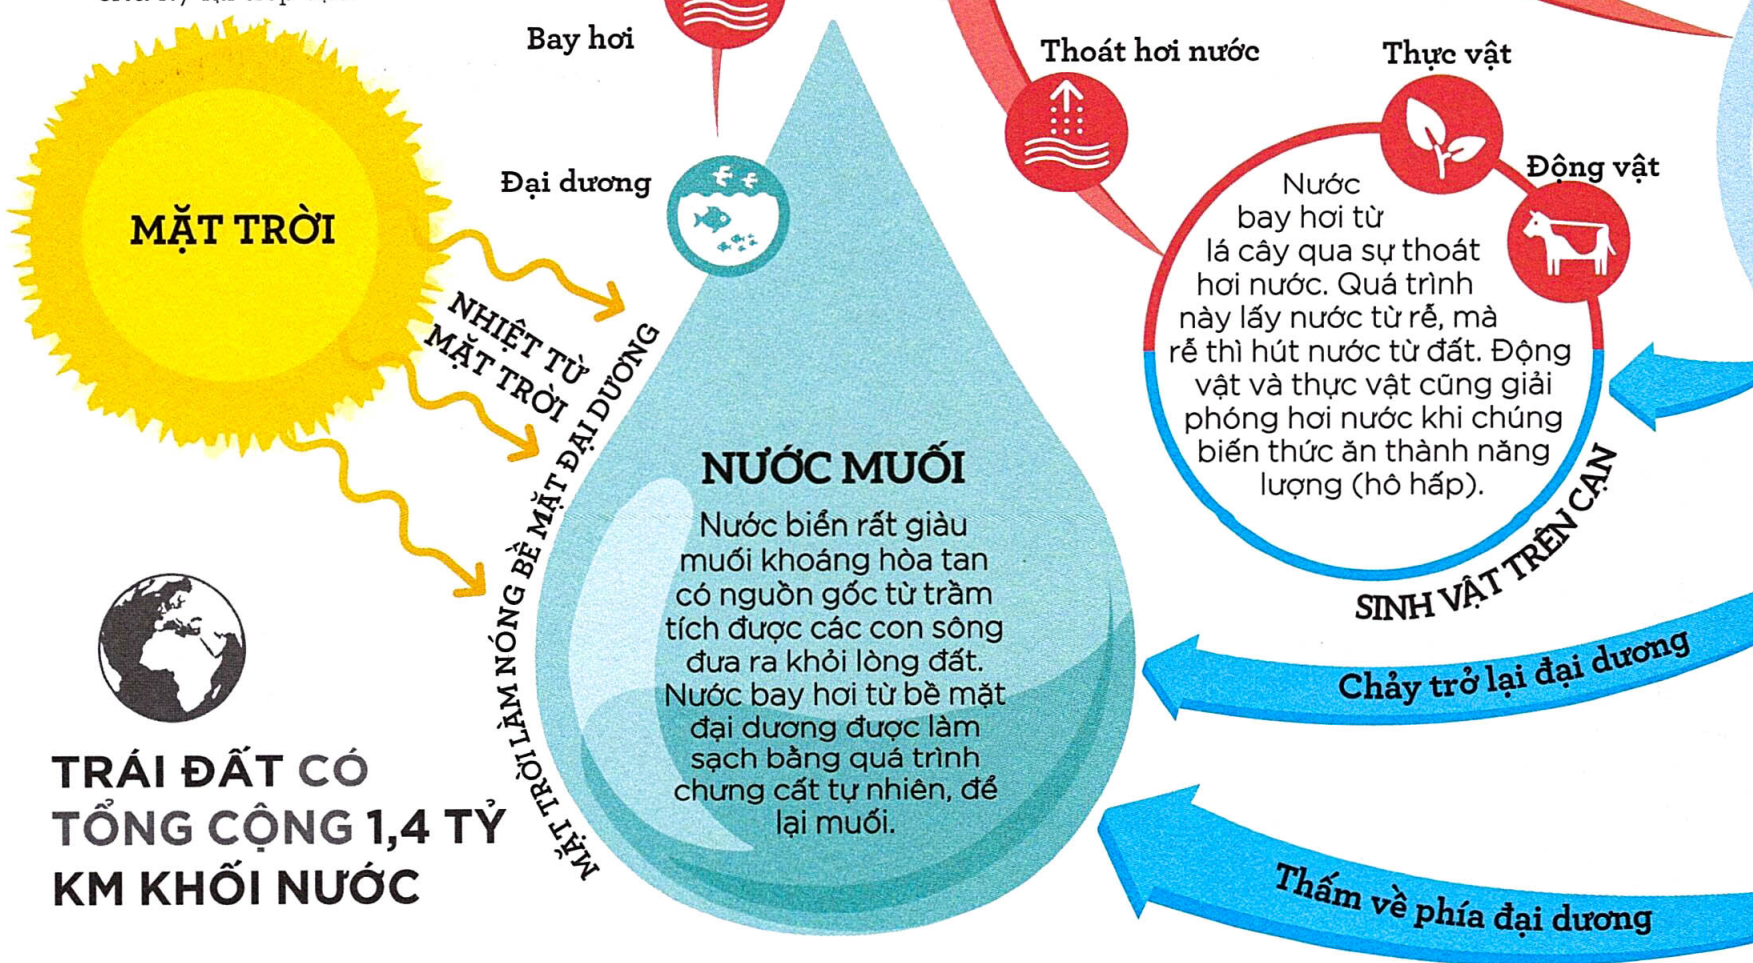 Bay hơi
Thoát hơi nước
Thực vật
Động vật
Đại dương
MẶT TRỜI
NHIỆT TỪ
MẶT TRỜI
MẶT TRỜI LÀM NÓNG BỀ MẶT ĐẠI DƯƠNG
Nước
bay hơi từ
lá cây qua sự thoát
hơi nước. Quá trình
này lấy nước từ rễ, mà
rễ thì hút nước từ đất. Động
vật và thực vật cũng giải
phóng hơi nước khi chúng
biến thức ăn thành năng
lượng (hô hấp).
SINH VẬT TRÊN CẠN
NƯỚC MUỐI
Nước biển rất giàu
muối khoáng hòa tan
có nguồn gốc từ trầm
tích được các con sông
đưa ra khỏi lòng đất.
Nước bay hơi từ bề mặt
đại dương được làm
sạch bằng quá trình
chưng cất tự nhiên, để
lại muối.
Chảy trở lại đại dương
Thấm về phía đại dương
TRÁI ĐẤT CÓ
TỔNG CỘNG 1,4 TỶ
KM KHỐI NƯỚC